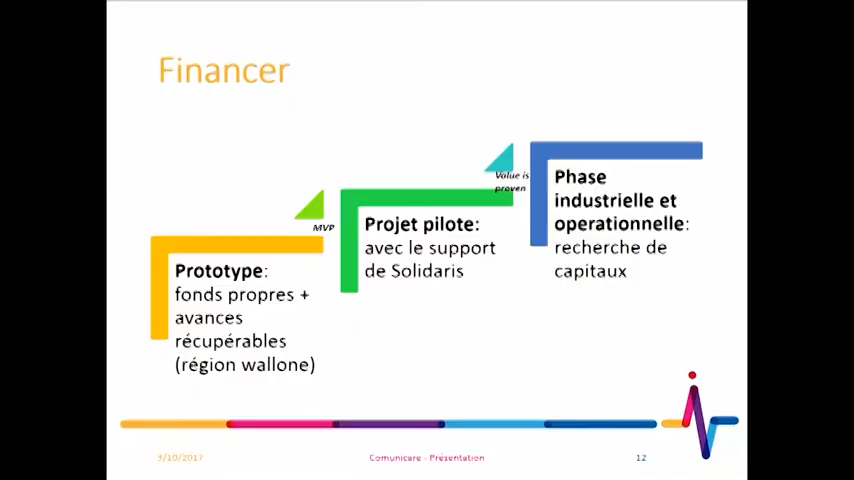 Financer
Value is
proven
Phase
industrielle et
operationnelle:
recherche de
capitaux
MVP
Projet pilote:
avec le support
de Solidaris
Prototype:
fonds propres +
avances
récupérables
(région wallone)
3/10/2017
Comunicare - Présentation
12